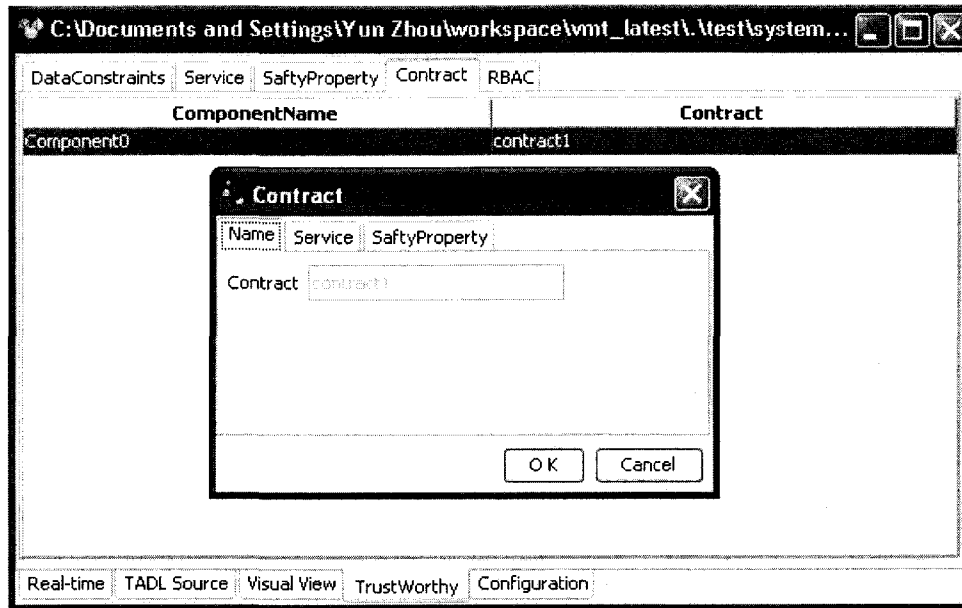 C:\Documents and Settings\Yun Zhou\workspace\vmt_latest\.\test\system...
DataConstraints Service SaftyProperty Contract RBAC
ComponentName Contract
Component0 contract1
Contract
Name Service SaftyProperty
Contract contract1
OK Cancel
Real-time TADL Source Visual View TrustWorthy Configuration